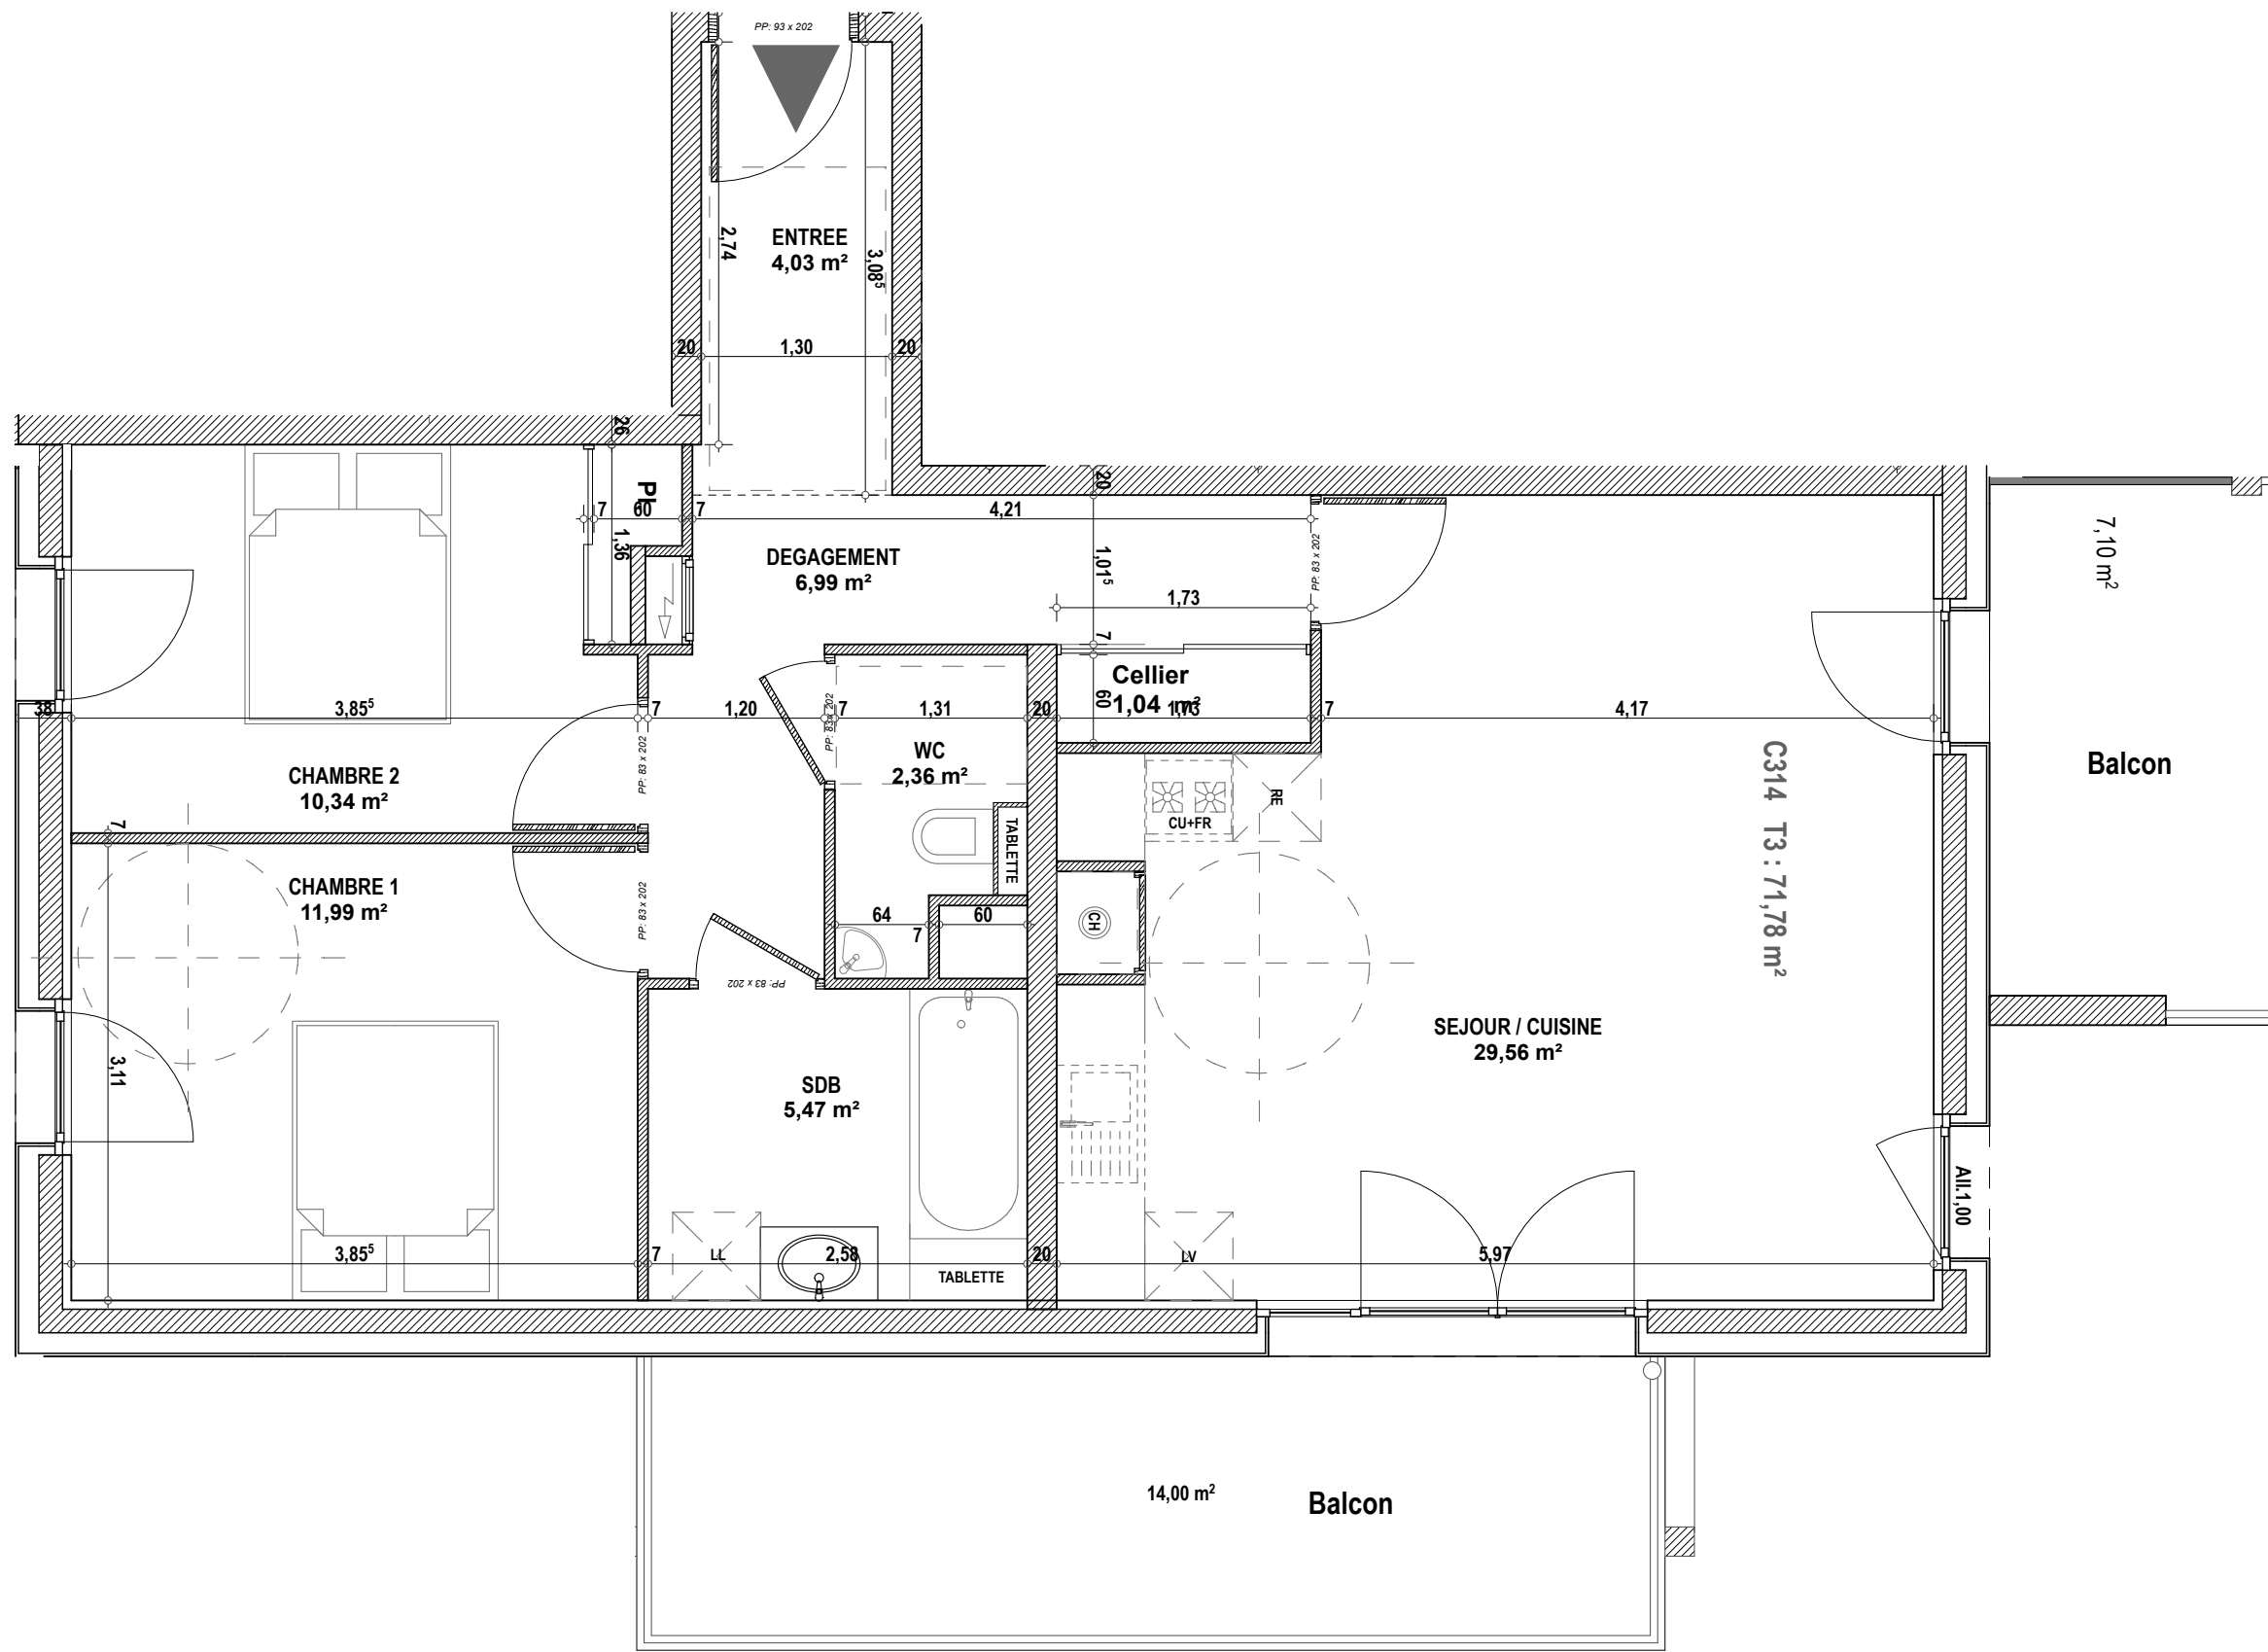 PP: 93 x 202
ENTREE
4,03 m²
2,74
3,08⁵
20
1,30
20
26
Pl
7
60
7
4,21
20
1,36
DEGAGEMENT
6,99 m²
1,01⁵
PP: 83 x 202
7,10 m²
1,73
7
Cellier
1,04 m²
60
38
3,85⁵
7
1,20
7
1,31
20
1,73
7
4,17
PP: 83 x 202
PP: 83 x 202
WC
2,36 m²
CHAMBRE 2
10,34 m²
C314 T3 : 71,78 m²
Balcon
RE
CU+FR
TABLETTE
7
CHAMBRE 1
11,99 m²
PP: 83 x 202
64
7
60
CH
PP: 83 x 202
SEJOUR / CUISINE
29,56 m²
3,11
SDB
5,47 m²
All.1,00
3,85⁵
7
LL
2,58
20
LV
5,97
TABLETTE
14,00 m²
Balcon